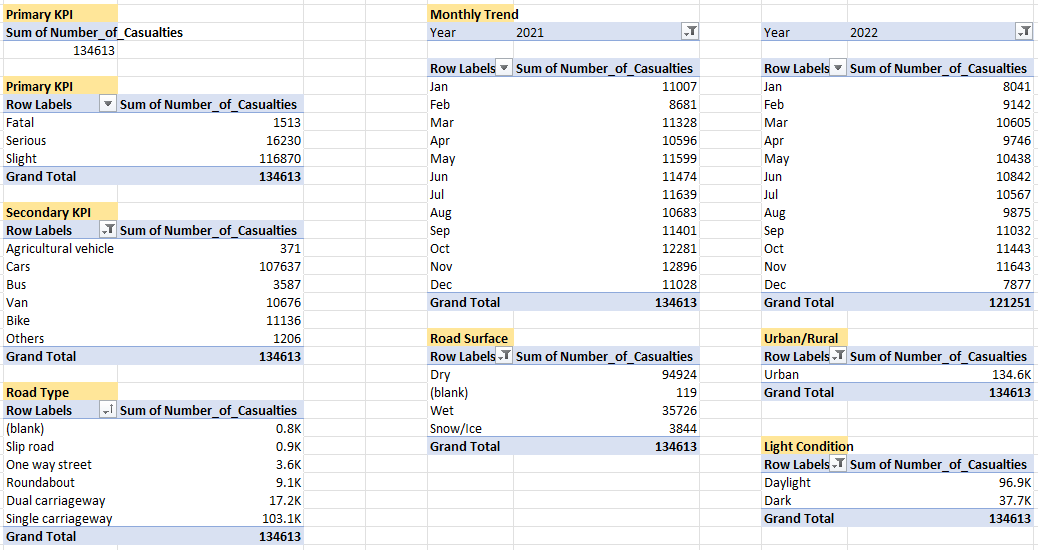 Primary KPI
Sum of Number_of_Casualties
134613
Primary KPI
Row Labels Sum of Number_of_Casualties
Fatal 1513
Serious 16230
Slight 116870
Grand Total 134613
Secondary KPI
Row Labels Sum of Number_of_Casualties
Agricultural vehicle 371
Cars 107637
Bus 3587
Van 10676
Bike 11136
Others 1206
Grand Total 134613
Road Type
Row Labels Sum of Number_of_Casualties
(blank) 0.8K
Slip road 0.9K
One way street 3.6K
Roundabout 9.1K
Dual carriageway 17.2K
Single carriageway 103.1K
Grand Total 134613
Monthly Trend
Year 2021
Row Labels Sum of Number_of_Casualties
Jan 11007
Feb 8681
Mar 11328
Apr 10596
May 11599
Jun 11474
Jul 11639
Aug 10683
Sep 11401
Oct 12281
Nov 12896
Dec 11028
Grand Total 134613
Road Surface
Row Labels Sum of Number_of_Casualties
Dry 94924
(blank) 119
Wet 35726
Snow/Ice 3844
Grand Total 134613
Year 2022
Row Labels Sum of Number_of_Casualties
Jan 8041
Feb 9142
Mar 10605
Apr 9746
May 10438
Jun 10842
Jul 10567
Aug 9875
Sep 11032
Oct 11443
Nov 11643
Dec 7877
Grand Total 121251
Urban/Rural
Row Labels Sum of Number_of_Casualties
Urban 134.6K
Grand Total 134613
Light Condition
Row Labels Sum of Number_of_Casualties
Daylight 96.9K
Dark 37.7K
Grand Total 134613